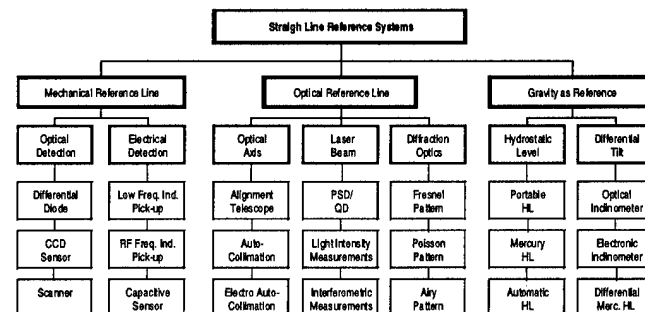 Straigh Line Reference Systems
Mechanical Reference Line
Optical Reference Line
Gravity as Reference
Optical
Detection
Electrical
Detection
Optical
Axis
Laser
Beam
Diffraction
Optics
Hydrostatic
Level
Differential
Tilt
Differential
Diode
Low Freq. Ind.
Pick-up
Alignment
Telescope
PSD/
QD
Fresnel
Pattern
Portable
HL
Optical
Inclinometer
CCD
Sensor
RF Freq. Ind.
Pick-up
Auto-
Collimation
Light Intensity
Measurements
Poisson
Pattern
Mercury
HL
Electronic
Inclinometer
Scanner
Capacitive
Sensor
Electro Auto-
Collimation
Interferometric
Measurements
Airy
Pattern
Automatic
HL
Differential
Merc. HL